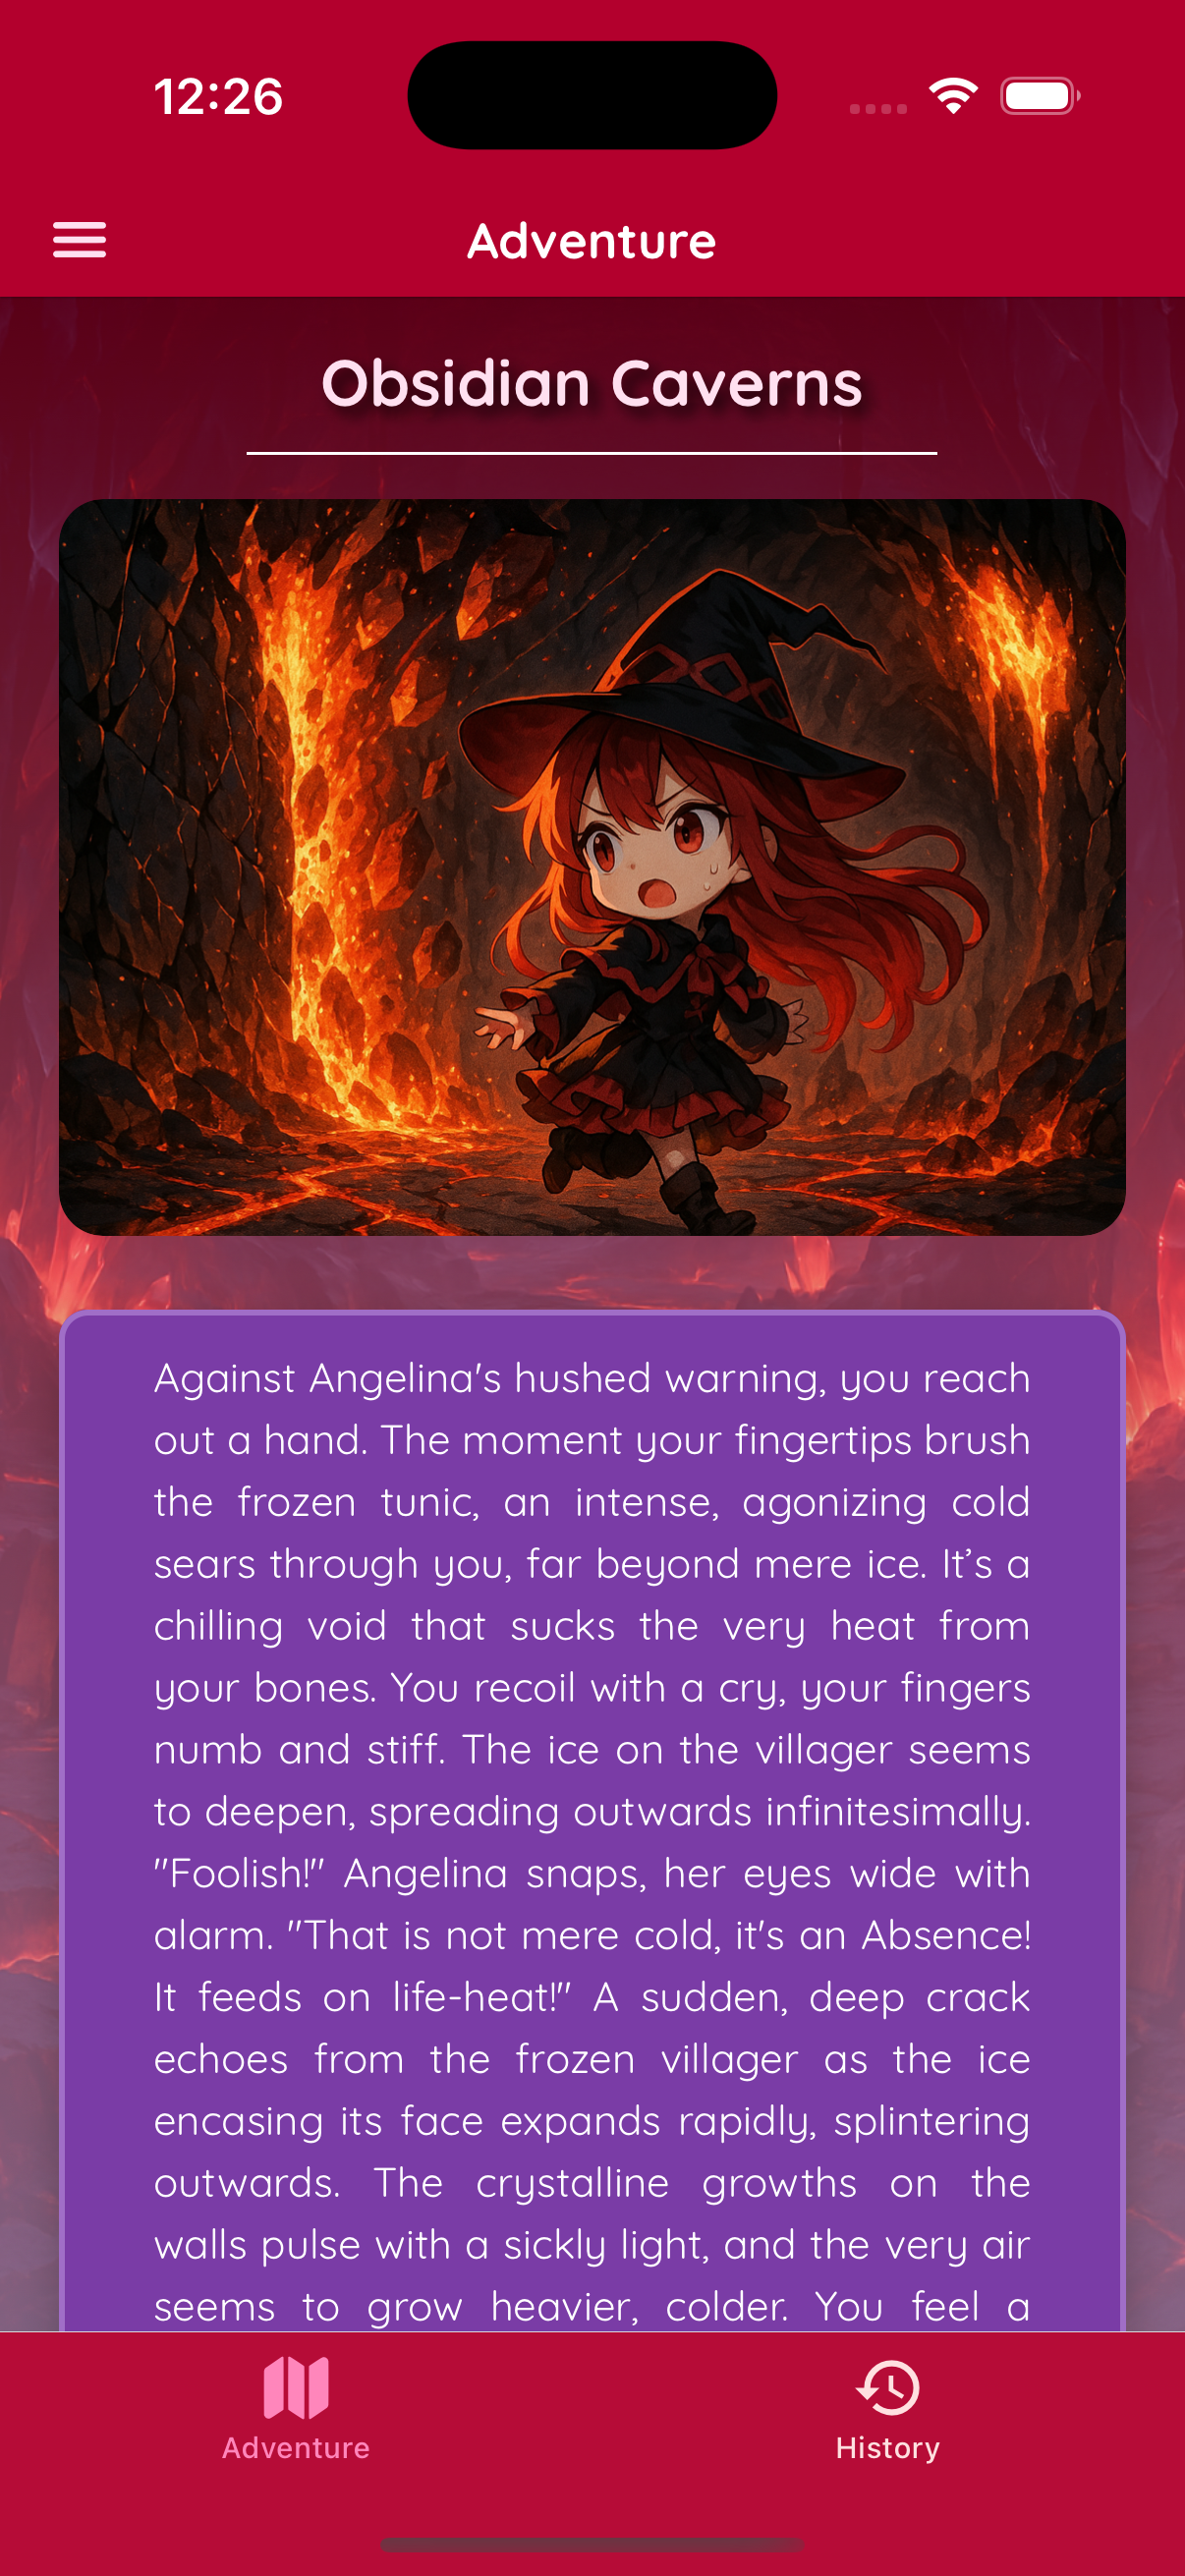 12:26
Adventure
Obsidian Caverns
Against Angelina's hushed warning, you reach
out a hand. The moment your fingertips brush
the frozen tunic, an intense, agonizing cold
sears through you, far beyond mere ice. It’s a
chilling void that sucks the very heat from
your bones. You recoil with a cry, your fingers
numb and stiff. The ice on the villager seems
to deepen, spreading outwards infinitesimally.
"Foolish!" Angelina snaps, her eyes wide with
alarm. "That is not mere cold, it's an Absence!
It feeds on life-heat!" A sudden, deep crack
echoes from the frozen villager as the ice
encasing its face expands rapidly, splintering
outwards. The crystalline growths on the
walls pulse with a sickly light, and the very air
seems to grow heavier, colder. You feel a
Adventure
History